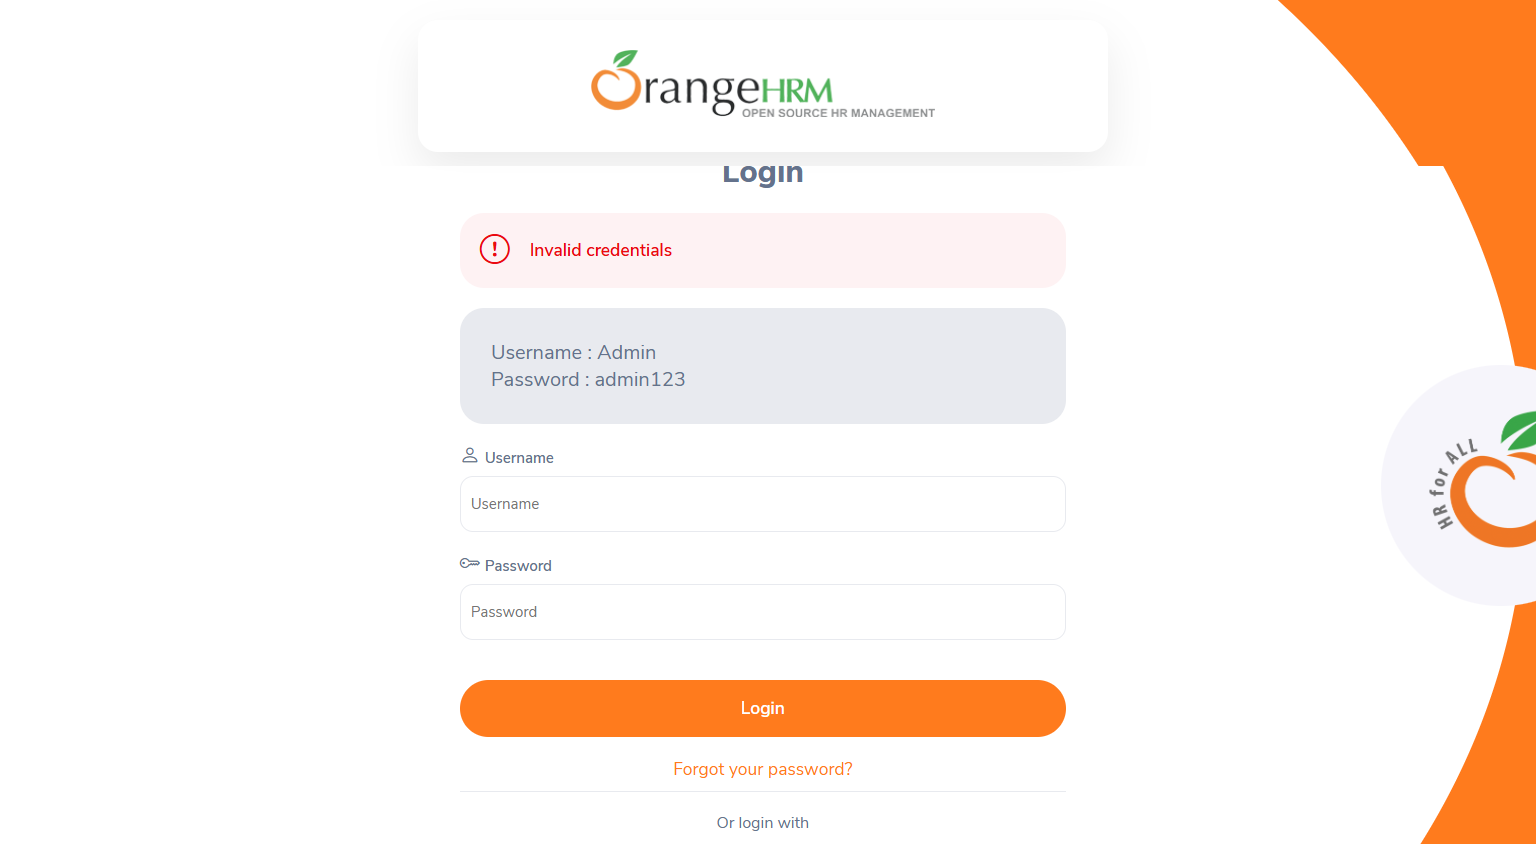 OrangeHRM
OPEN SOURCE HR MANAGEMENT
Login
Invalid credentials
Username : Admin
Password : admin123
Username
Username
Password
Password
Login
Forgot your password?
Or login with
HR for ALL